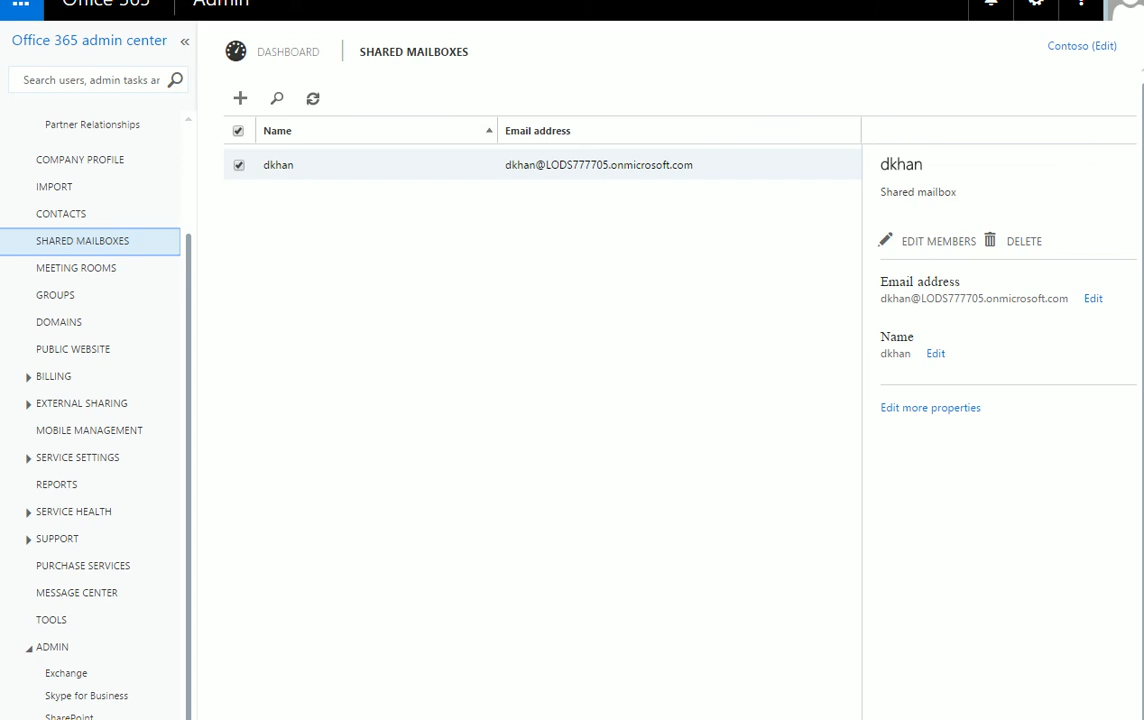 Office 365 Admin
Office 365 admin center «
Search users, admin tasks ar
Partner Relationships
COMPANY PROFILE
IMPORT
CONTACTS
SHARED MAILBOXES
MEETING ROOMS
GROUPS
DOMAINS
PUBLIC WEBSITE
BILLING
EXTERNAL SHARING
MOBILE MANAGEMENT
SERVICE SETTINGS
REPORTS
SERVICE HEALTH
SUPPORT
PURCHASE SERVICES
MESSAGE CENTER
TOOLS
ADMIN
Exchange
Skype for Business
SharePoint
DASHBOARD SHARED MAILBOXES
Contoso (Edit)
Name Email address
dkhan dkhan@LODS777705.onmicrosoft.com
dkhan
Shared mailbox
EDIT MEMBERS DELETE
Email address
dkhan@LODS777705.onmicrosoft.com Edit
Name
dkhan Edit
Edit more properties